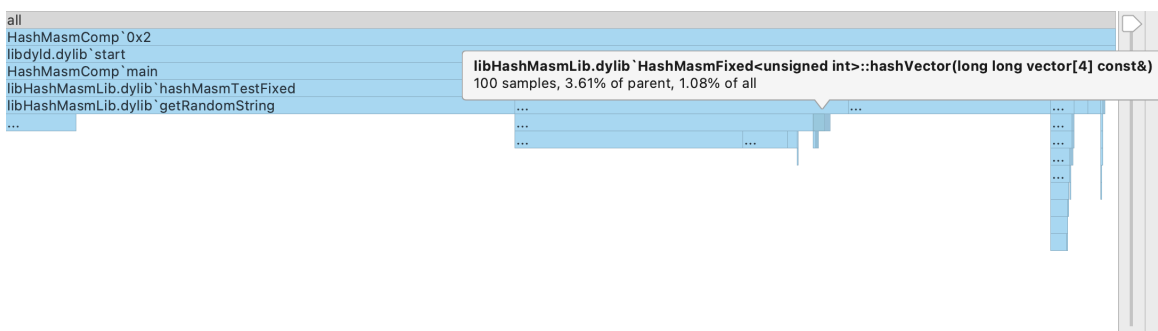 all
HashMasmComp`0x2
libdyld.dylib`start
HashMasmComp`main
libHashMasmLib.dylib`HashMasmFixed<unsigned int>::hashVector(long long vector[4] const&)
100 samples, 3.61% of parent, 1.08% of all
libHashMasmLib.dylib`hashMasmTestFixed
libHashMasmLib.dylib`getRandomString ... ... ...
... ... ...
... ... ...
...
...